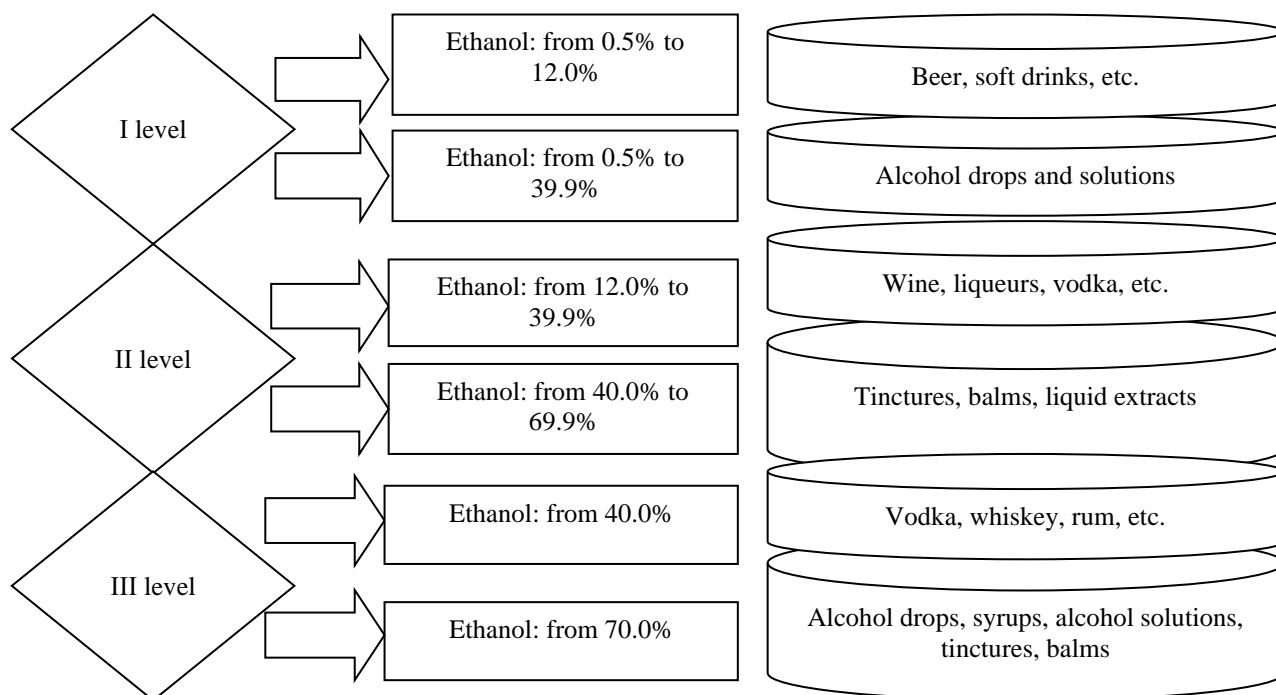 I level
Ethanol: from 0.5% to
12.0%
Beer, soft drinks, etc.
Ethanol: from 0.5% to
39.9%
Alcohol drops and solutions
II level
Ethanol: from 12.0% to
39.9%
Wine, liqueurs, vodka, etc.
Ethanol: from 40.0% to
69.9%
Tinctures, balms, liquid extracts
III level
Ethanol: from 40.0%
Vodka, whiskey, rum, etc.
Ethanol: from 70.0%
Alcohol drops, syrups, alcohol solutions,
tinctures, balms